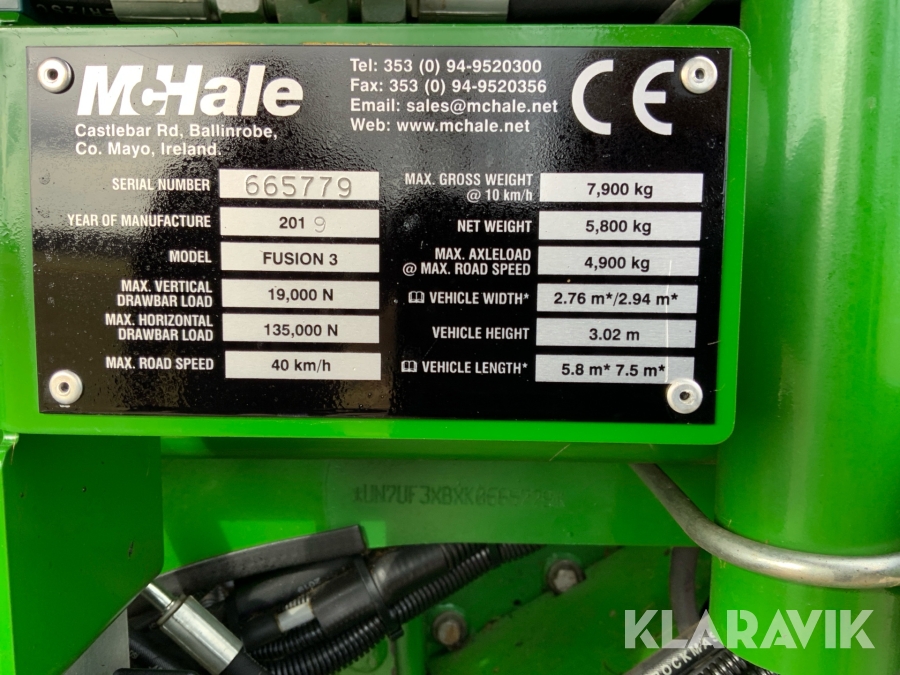 McHale
Castlebar Rd, Ballinrobe,
Co. Mayo, Ireland.
Tel: 353 (0) 94-9520300
Fax: 353 (0) 94-9520356
Email: sales@mchale.net
Web: www.mchale.net
CE
SERIAL NUMBER 665779
YEAR OF MANUFACTURE 2019
MODEL FUSION 3
MAX. VERTICAL
DRAWBAR LOAD 19,000 N
MAX. HORIZONTAL
DRAWBAR LOAD 135,000 N
MAX. ROAD SPEED 40 km/h
MAX. GROSS WEIGHT
@ 10 km/h 7,900 kg
NET WEIGHT 5,800 kg
MAX. AXLELOAD
@ MAX. ROAD SPEED 4,900 kg
VEHICLE WIDTH* 2.76 m*/2.94 m*
VEHICLE HEIGHT 3.02 m
VEHICLE LENGTH* 5.8 m* 7.5 m*
KLARAVIK